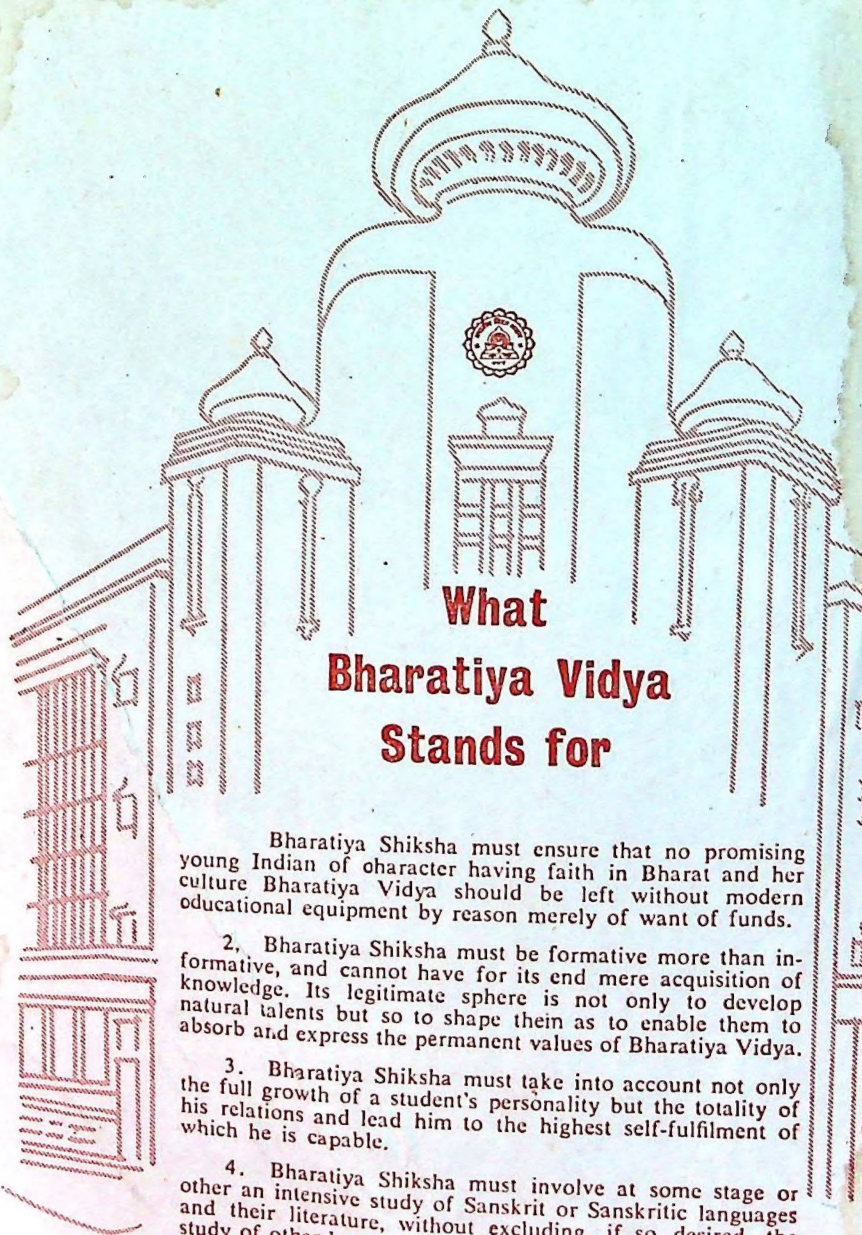 What
Bharatiya Vidya
Stands for
Bharatiya Shiksha must ensure that no promising
young Indian of character having faith in Bharat and her
culture Bharatiya Vidya should be left without modern
educational equipment by reason merely of want of funds.
2, Bharatiya Shiksha must be formative more than in-
formative, and cannot have for its end mere acquisition of
knowledge. Its legitimate sphere is not only to develop
natural talents but so to shape them as to enable them to
absorb and express the permanent values of Bharatiya Vidya.
3. Bharatiya Shiksha must take into account not only
the full growth of a student's personality but the totality of
his relations and lead him to the highest self-fulfilment of
which he is capable.
4. Bharatiya Shiksha must involve at some stage or
other an intensive study of Sanskrit or Sanskritic languages
and their literature, without excluding, if so desired, the
study of other